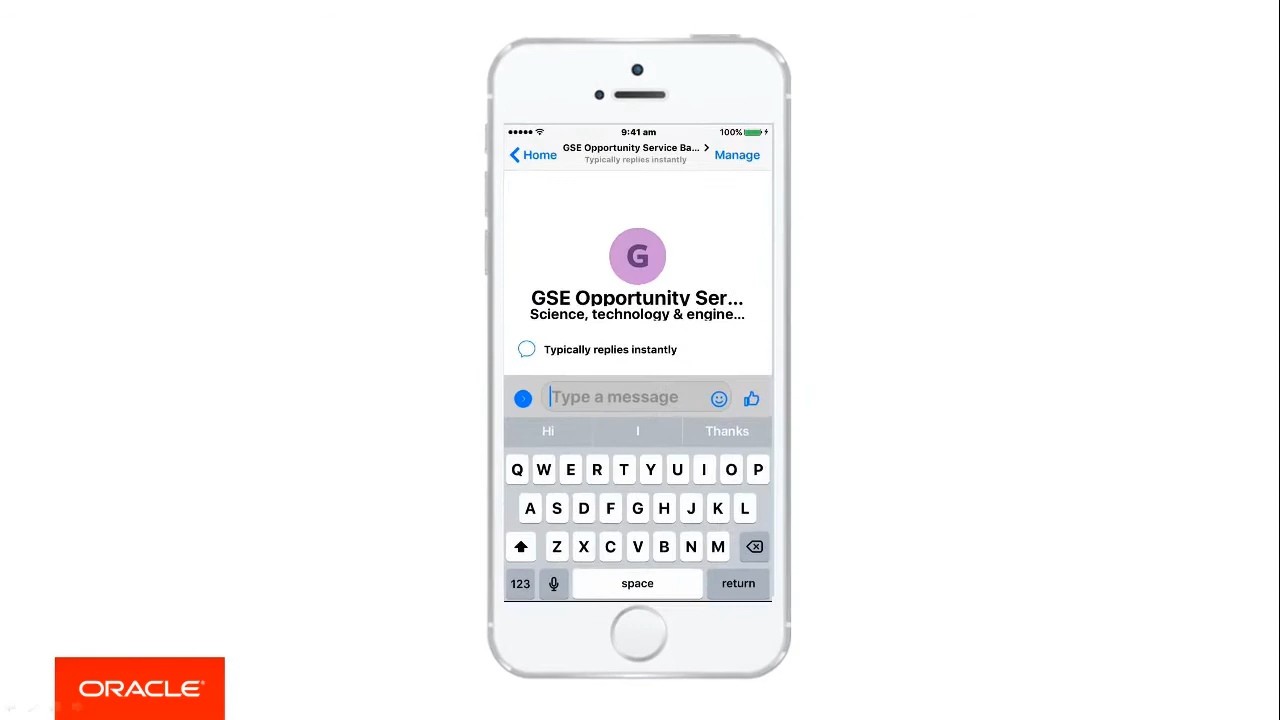 9:41 am
100%
Home
GSE Opportunity Service Ba...
Typically replies instantly
Manage
G
GSE Opportunity Ser...
Science, technology & engine...
Typically replies instantly
Type a message
Hi I Thanks
Q W E R T Y U I O P
A S D F G H J K L
Z X C V B N M
123 space return
ORACLE®